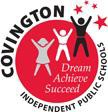 COVINGTON
Dream
Achieve
Succeed
INDEPENDENT PUBLIC SCHOOLS